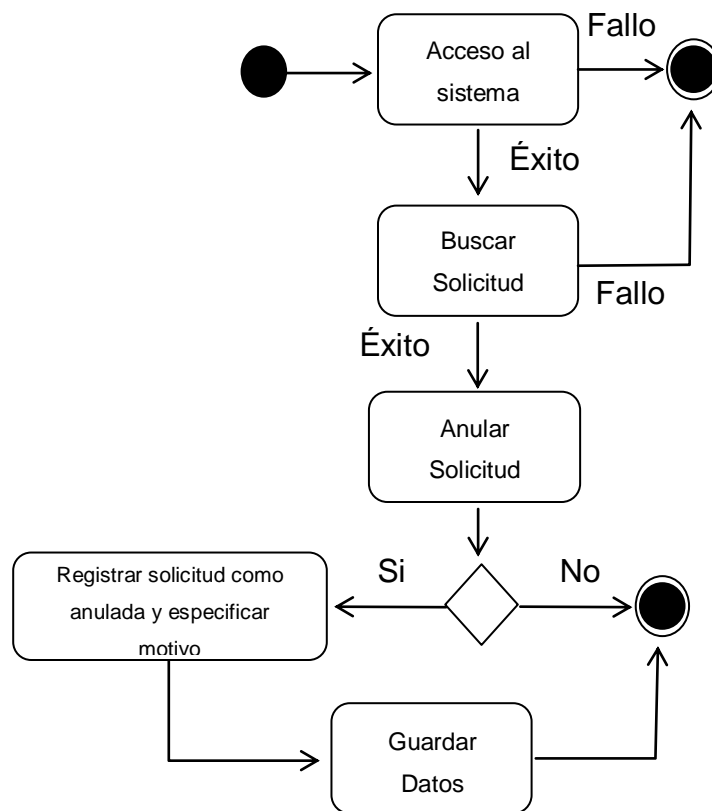 Fallo
Acceso al
sistema
Éxito
Buscar
Solicitud
Fallo
Éxito
Anular
Solicitud
Si
No
Registrar solicitud como
anulada y especificar
motivo
Guardar
Datos